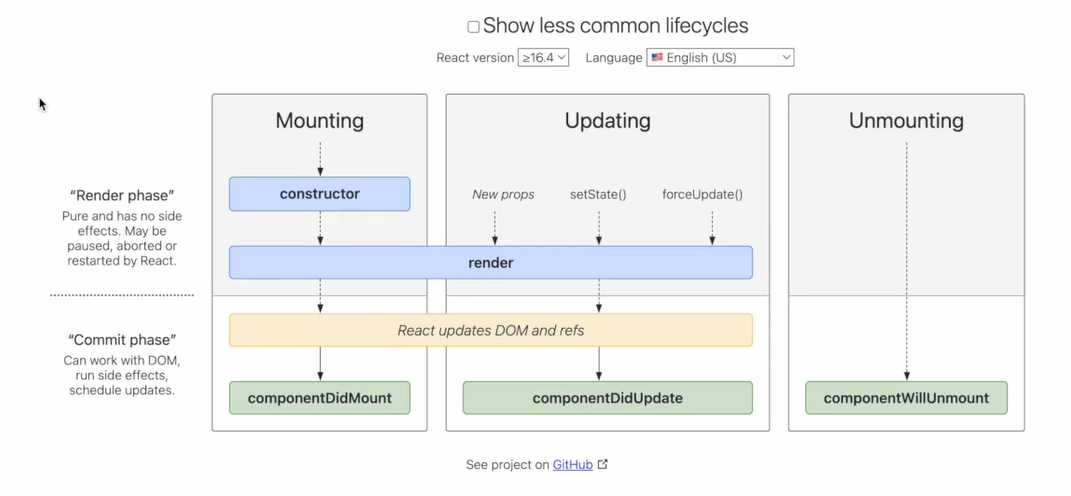 Show less common lifecycles
React version ≥16.4 Language English (US)
Mounting
Updating
Unmounting
"Render phase"
Pure and has no side
effects. May be
paused, aborted or
restarted by React.
constructor
New props
setState()
forceUpdate()
render
"Commit phase"
Can work with DOM,
run side effects,
schedule updates.
React updates DOM and refs
componentDidMount
componentDidUpdate
componentWillUnmount
See project on GitHub